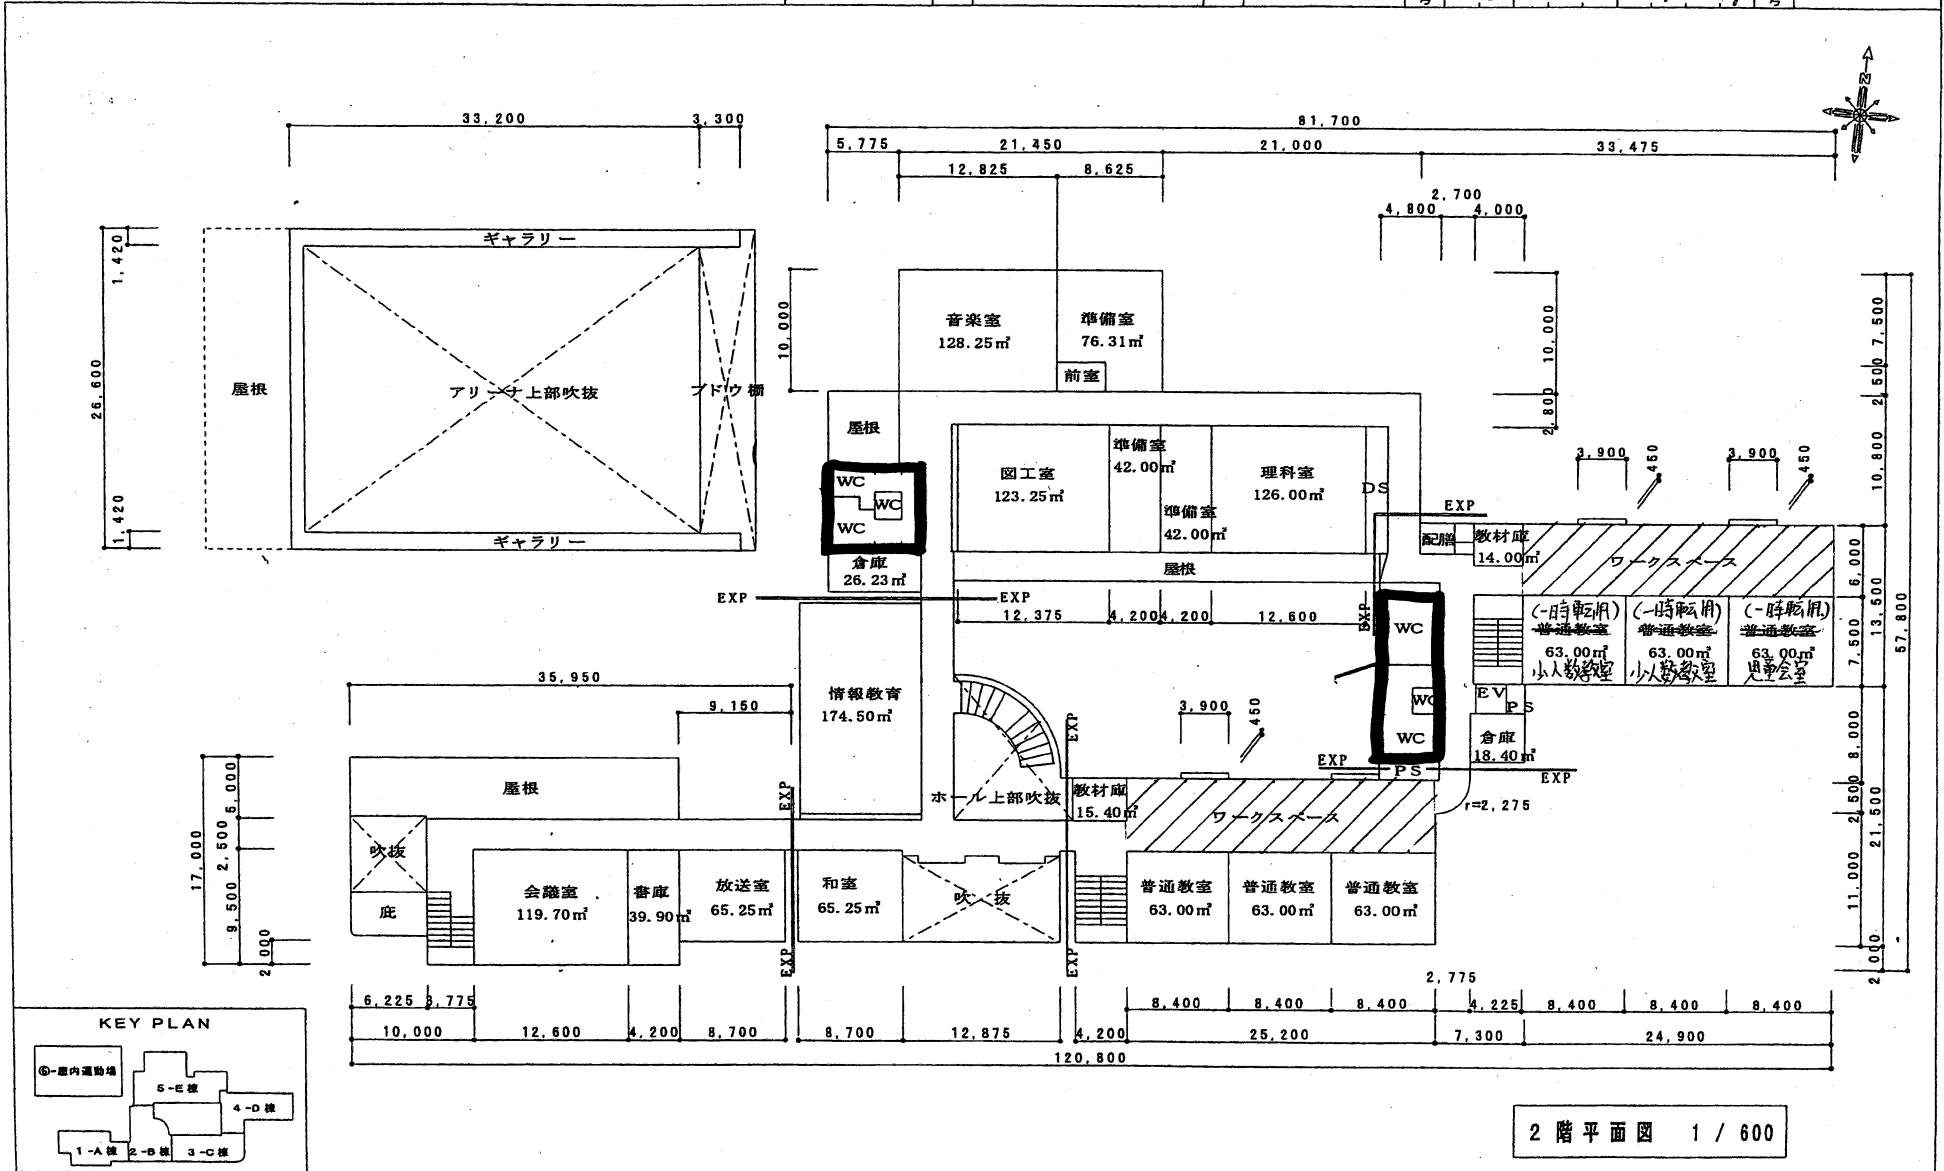 33,200
3,300
81,700
5,775
21,450
21,000
33,475
12,825
8,625
2,700
4,800
4,000
N
1,420
26,600
1,420
ギャラリー
屋根
アリーナ上部吹抜
ブドウ棚
ギャラリー
10,000
音楽室
128.25㎡
準備室
76.31㎡
前室
10,000
2,800
7,500
2,500
10,800
57,800
屋根
WC
WC
WC
倉庫
26.23㎡
図工室
123.25㎡
準備室
42.00㎡
準備室
42.00㎡
理科室
126.00㎡
DS
3,900
450
3,900
450
EXP
配膳
教材庫
14.00㎡
ワークスペース
6,000
13,500
7,500
屋根
EXP
EXP
12,375
4,200
4,200
12,600
EXP
WC
WC
WC
PS
(一時転用)
普通教室
63.00㎡
少人数教室
(一時転用)
普通教室
63.00㎡
少人数教室
(一時転用)
普通教室
63.00㎡
児童会室
EV
PS
倉庫
18.40㎡
EXP
EXP
r=2,275
8,000
2,500
21,500
11,000
2,000
35,950
9,150
情報教育
174.50㎡
EXP
3,900
450
屋根
EXP
ホール上部吹抜
教材庫
15.40㎡
ワークスペース
17,000
5,000
2,500
9,500
2,000
吹抜
庇
会議室
119.70㎡
書庫
39.90㎡
放送室
65.25㎡
和室
65.25㎡
吹抜
普通教室
63.00㎡
普通教室
63.00㎡
普通教室
63.00㎡
EXP
EXP
2,775
6,225
3,775
8,400
8,400
8,400
4,225
8,400
8,400
8,400
10,000
12,600
4,200
8,700
8,700
12,875
4,200
25,200
7,300
24,900
120,800
KEY PLAN
⑥-屋内運動場
5-E棟
4-D棟
1-A棟
2-B棟
3-C棟
2階平面図 1/600